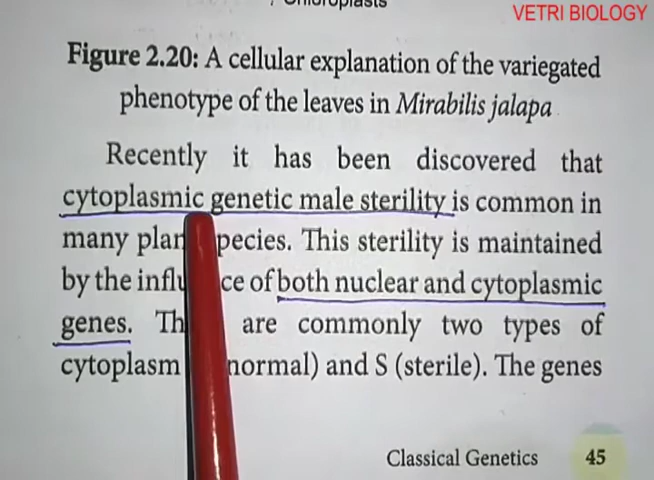 Chloroplasts
VETRI BIOLOGY
Figure 2.20: A cellular explanation of the variegated
phenotype of the leaves in Mirabilis jalapa
Recently it has been discovered that
cytoplasmic genetic male sterility is common in
many plan pecies. This sterility is maintained
by the influ ce of both nuclear and cytoplasmic
genes. Th are commonly two types of
cytoplasm normal) and S (sterile). The genes
Classical Genetics 45